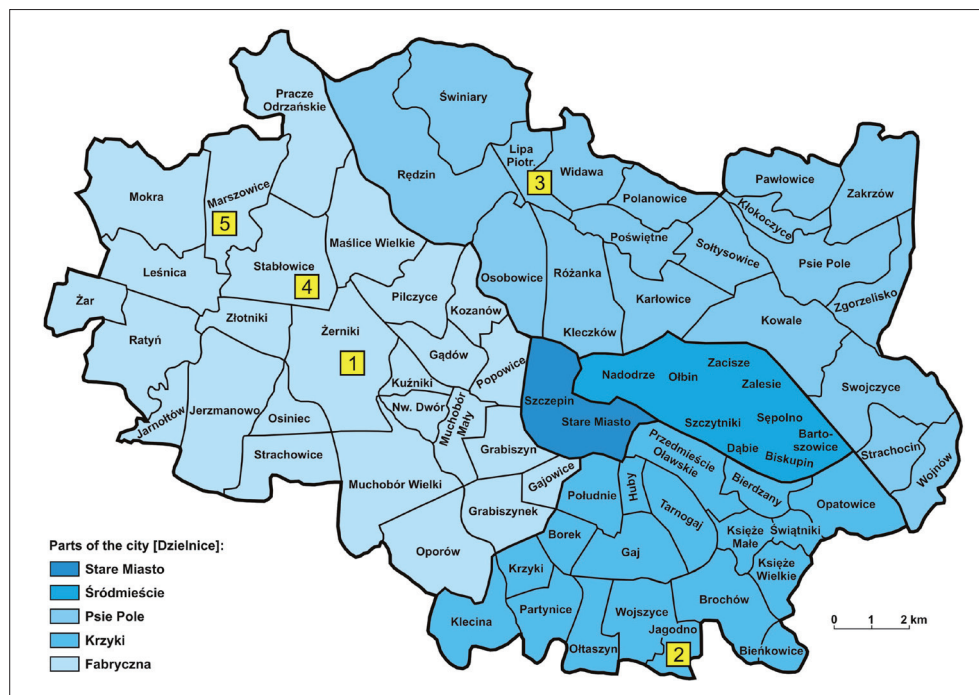 Pracze
Odrzańskie
Świniary
Lipa
Piotr.
3
Widawa
Rędzin
Pawłowice
Zakrzów
Kłokoczyce
Polanowice
Mokra
Marszowice
5
Poświętne
Sołtysowice
Psie Pole
Maślice Wielkie
Leśnica
Stabłowice
4
Osobowice
Różanka
Żar
Pilczyce
Karłowice
Zgorzelisko
Kozanów
Złotniki
Kowale
Ratyń
Żerniki
1
Kleczków
Gądów
Popowice
Zacisze
Nadodrze
Ołbin
Zalesie
Kuźniki
Swojczyce
Szczepin
Nw. Dwór
Jarnołtów
Jerzmanowo
Osiniec
Muchobór
Mały
Stare Miasto
Szczytniki
Sępolno
Barto-
szowice
Dąbie
Biskupin
Strachowice
Grabiszyn
Przedmieście
Oławskie
Strachocin
Wojnów
Gajowice
Muchobór Wielki
Południe
Huby
Bierdzany
Opatowice
Grabiszynek
Tarnogaj
Księże
Małe
Świątniki
Borek
Oporów
Gaj
Księże
Wielkie
Krzyki
Partynice
Wojszyce
Brochów
Klecina
Jagodno
2
Ołtaszyn
Bieńkowice
Parts of the city [Dzielnice]:
Stare Miasto
Śródmieście
Psie Pole
Krzyki
Fabryczna
0 1 2 km